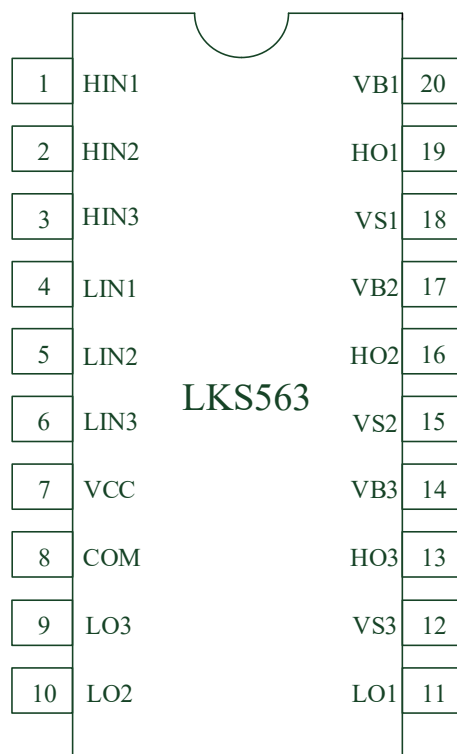 1 HIN1 VB1 20
2 HIN2 HO1 19
3 HIN3 VS1 18
4 LIN1 VB2 17
5 LIN2 HO2 16
LKS563
6 LIN3 VS2 15
7 VCC VB3 14
8 COM HO3 13
9 LO3 VS3 12
10 LO2 LO1 11